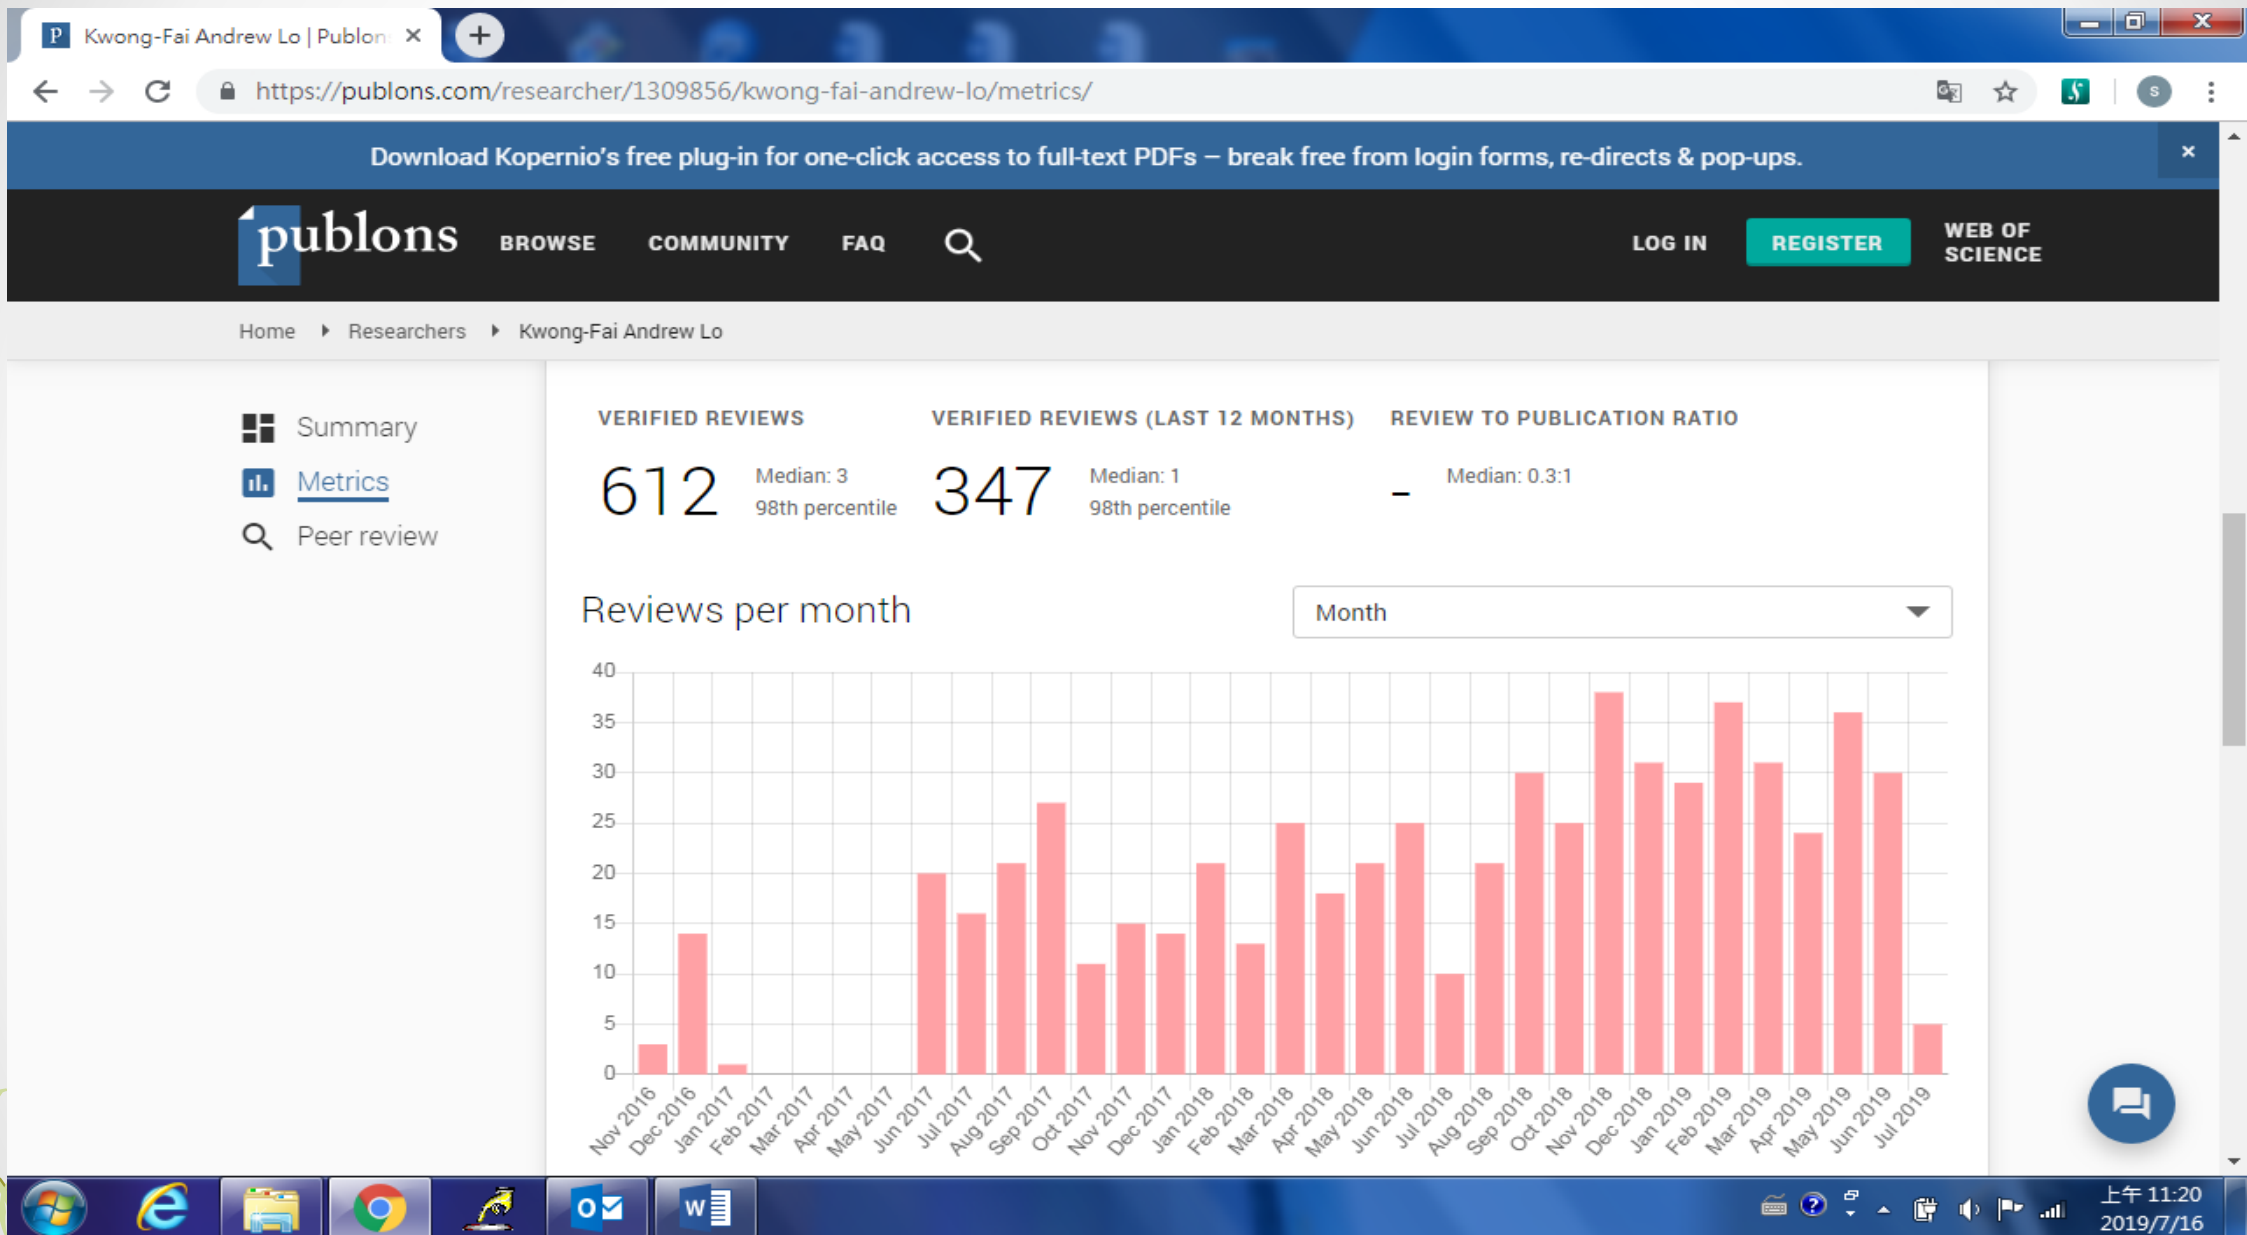 Kwong-Fai Andrew Lo | Publon
https://publons.com/researcher/1309856/kwong-fai-andrew-lo/metrics/
S
Download Kopernio's free plug-in for one-click access to full-text PDFs – break free from login forms, re-directs & pop-ups.
publons BROWSE COMMUNITY FAQ LOG IN REGISTER WEB OF SCIENCE
Home Researchers Kwong-Fai Andrew Lo
Summary
Metrics
Peer review
VERIFIED REVIEWS VERIFIED REVIEWS (LAST 12 MONTHS) REVIEW TO PUBLICATION RATIO
612 Median: 3 347 Median: 1 - Median: 0.3:1
98th percentile 98th percentile
Reviews per month Month
40
35
30
25
20
15
10
5
0
Nov 2016 Dec 2016 Jan 2017 Feb 2017 Mar 2017 Apr 2017 May 2017 Jun 2017 Jul 2017 Aug 2017 Sep 2017 Oct 2017 Nov 2017 Dec 2017 Jan 2018 Feb 2018 Mar 2018 Apr 2018 May 2018 Jun 2018 Jul 2018 Aug 2018 Sep 2018 Oct 2018 Nov 2018 Dec 2018 Jan 2019 Feb 2019 Mar 2019 Apr 2019 May 2019 Jun 2019 Jul 2019
上午 11:20
2019/7/16